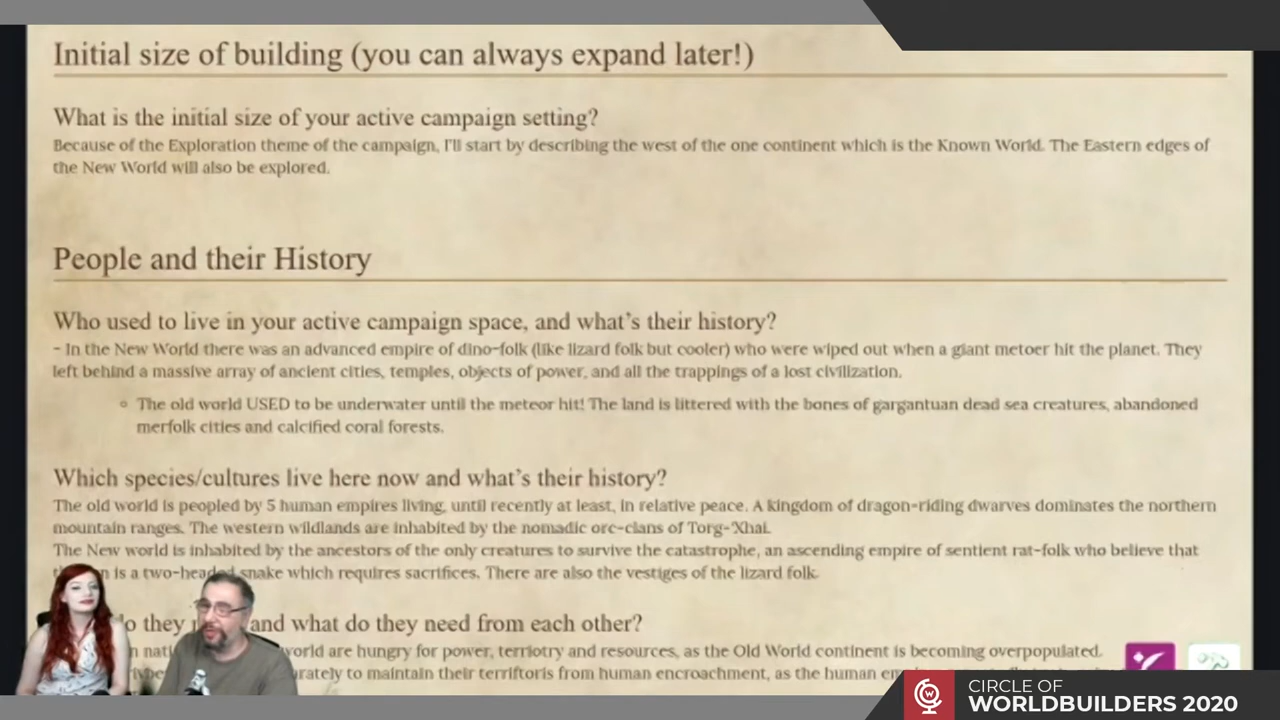 Initial size of building (you can always expand later!)
What is the initial size of your active campaign setting?
Because of the Exploration theme of the campaign, I'll start by describing the west of the one continent which is the Known World. The Eastern edges of
the New World will also be explored.
People and their History
Who used to live in your active campaign space, and what's their history?
- In the New World there was an advanced empire of dino-folk (like lizard folk but cooler) who were wiped out when a giant metoer hit the planet. They
left behind a massive array of ancient cities, temples, objects of power, and all the trappings of a lost civilization.
The old world USED to be underwater until the meteor hit! The land is littered with the bones of gargantuan dead sea creatures, abandoned
merfolk cities and calcified coral forests.
Which species/cultures live here now and what's their history?
The old world is peopled by 5 human empires living, until recently at least, in relative peace. A kingdom of dragon-riding dwarves dominates the northern
mountain ranges. The western wildlands are inhabited by the nomadic orc-clans of Torg-Xhai.
The New world is inhabited by the ancestors of the only creatures to survive the catastrophe, an ascending empire of sentient rat-folk who believe that
is a two-headed snake which requires sacrifices. There are also the vestiges of the lizard folk.
do they and what do they need from each other?
world are hungry for power, terriotry and resources, as the Old World continent is becoming overpopulated.
to maintain their terriftoris from human encroachment, as the human
CIRCLE OF
WORLDBUILDERS 2020